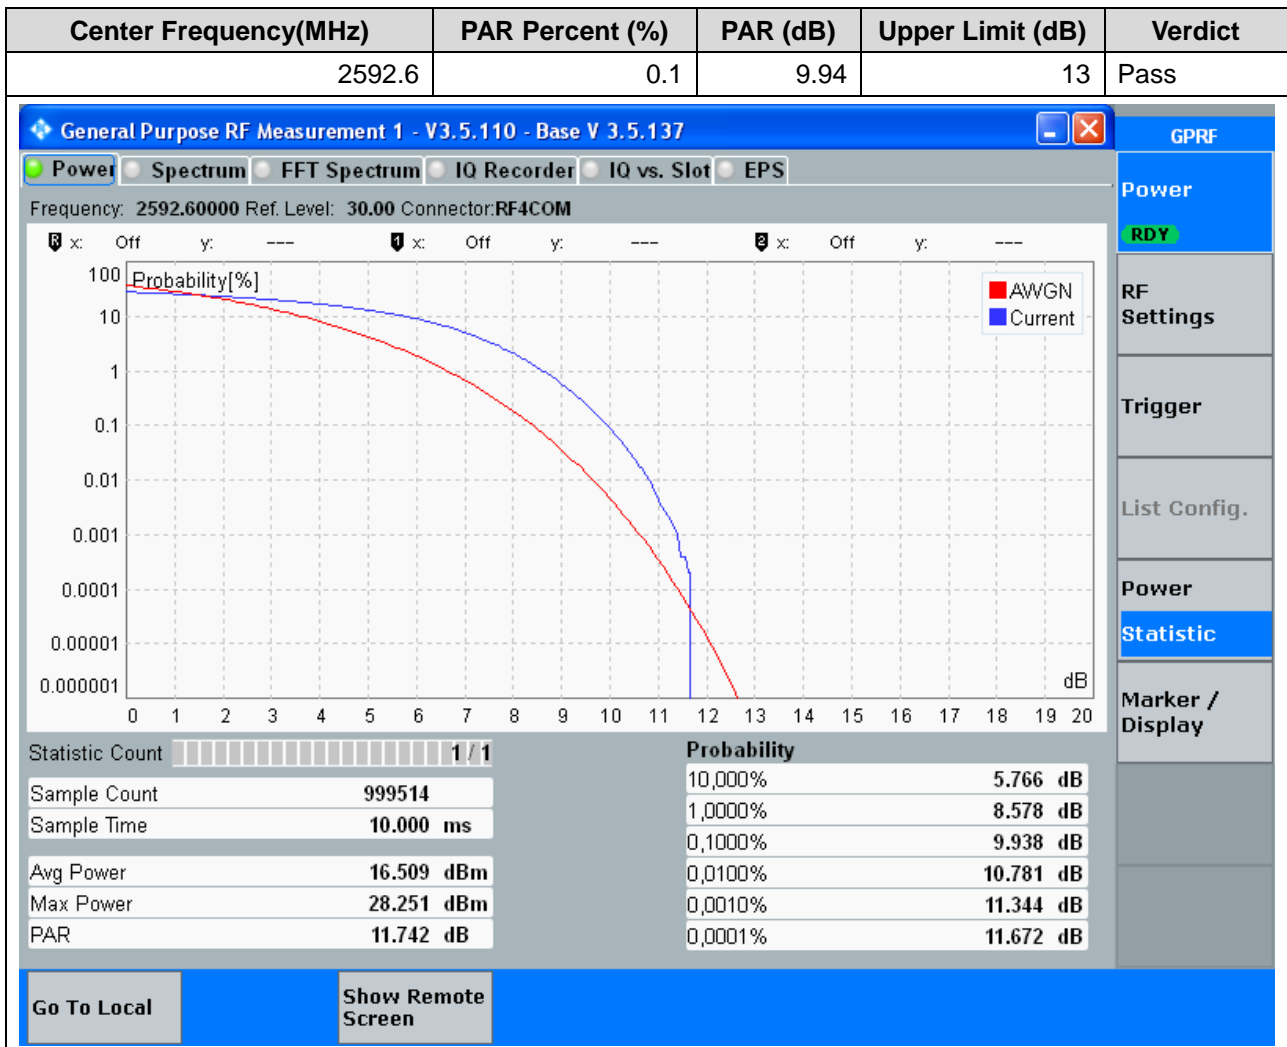 Center Frequency(MHz) PAR Percent (%) PAR (dB) Upper Limit (dB) Verdict
2592.6 0.1 9.94 13 Pass
General Purpose RF Measurement 1 - V3.5.110 - Base V 3.5.137
GPRF
Power Spectrum FFT Spectrum IQ Recorder IQ vs. Slot EPS
Frequency: 2592.60000 Ref. Level: 30.00 Connector:RF4COM
R x: Off y: --- 1 x: Off y: --- 2 x: Off y: ---
Probability[%]
AWGN
Current
100
10
1
0.1
0.01
0.001
0.0001
0.00001
0.000001
dB
0 1 2 3 4 5 6 7 8 9 10 11 12 13 14 15 16 17 18 19 20
Statistic Count 1 / 1
Sample Count 999514
Sample Time 10.000 ms
Avg Power 16.509 dBm
Max Power 28.251 dBm
PAR 11.742 dB
Probability
10,000% 5.766 dB
1,0000% 8.578 dB
0,1000% 9.938 dB
0,0100% 10.781 dB
0,0010% 11.344 dB
0,0001% 11.672 dB
Power
RDY
RF
Settings
Trigger
List Config.
Power
Statistic
Marker /
Display
Go To Local
Show Remote
Screen